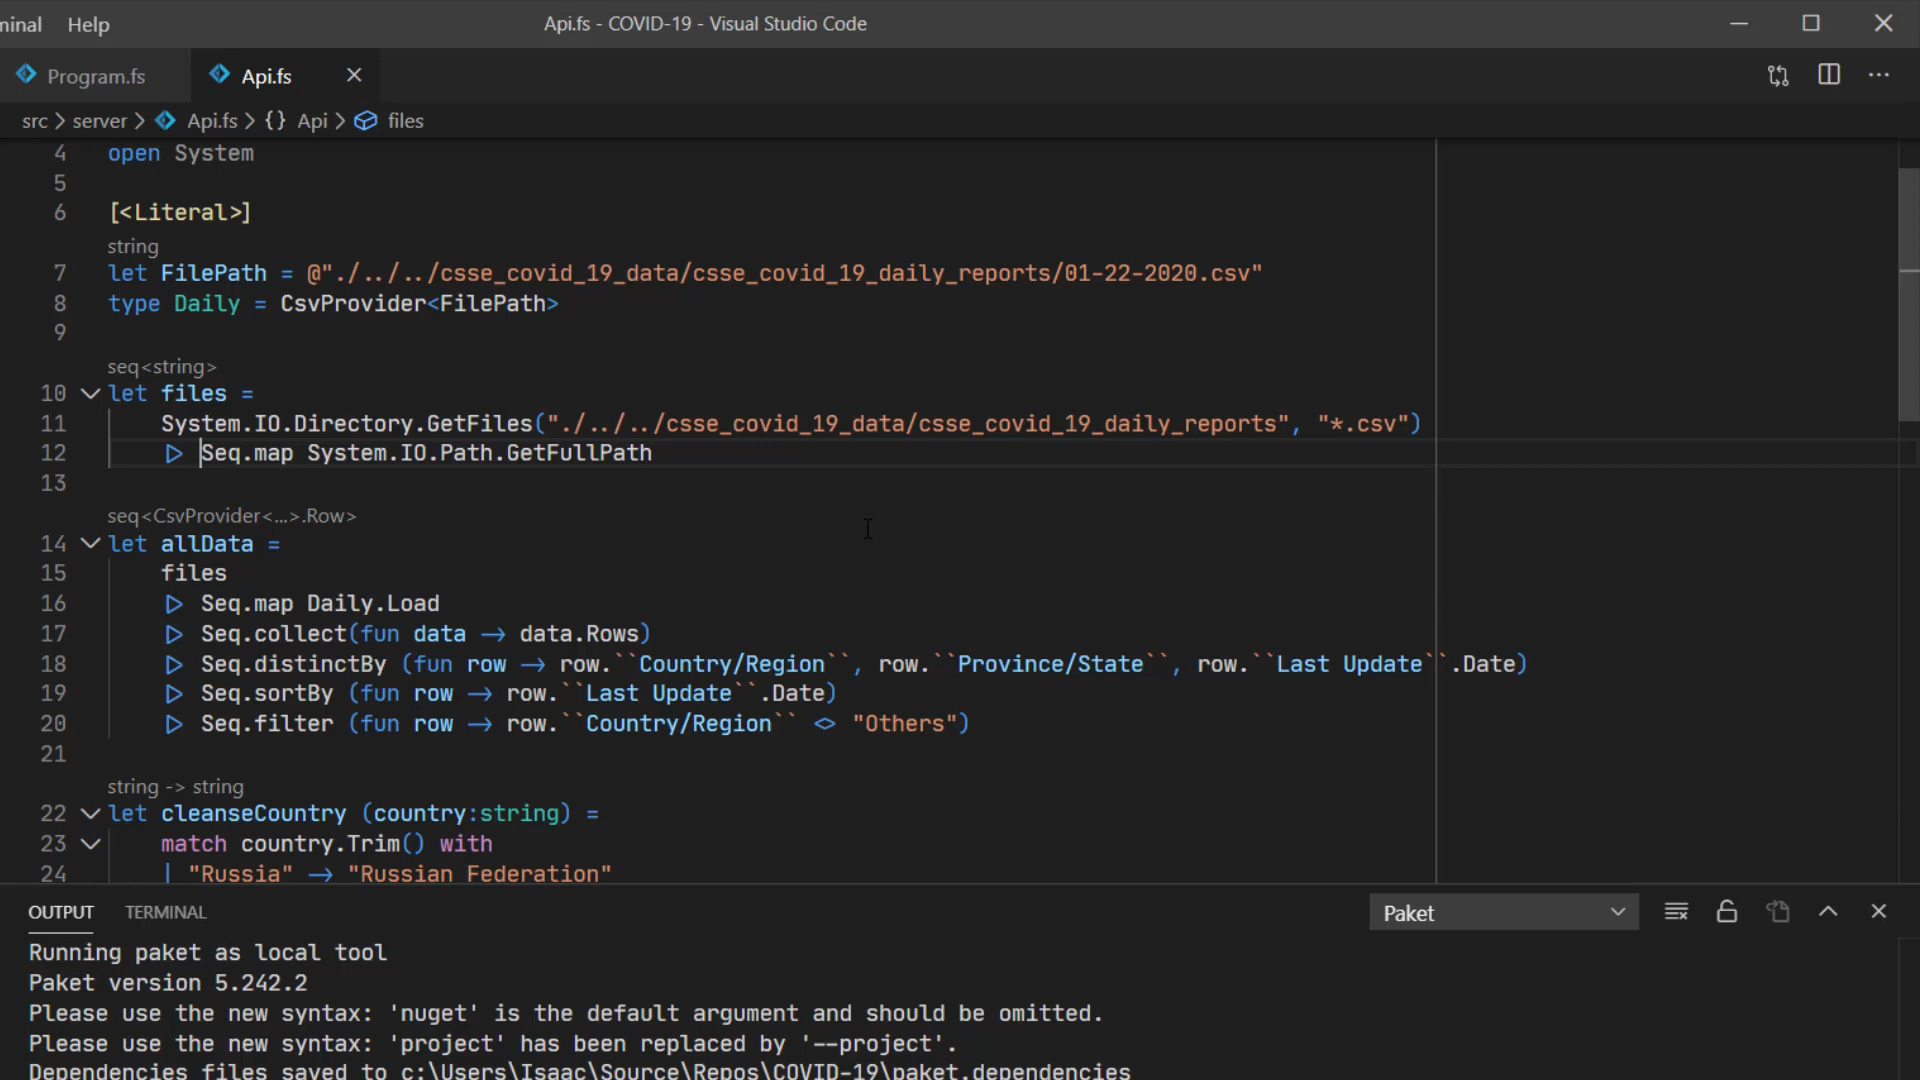 minal Help Api.fs - COVID-19 - Visual Studio Code
Program.fs Api.fs
src > server > Api.fs > {} Api > files
4 open System
5
6 [<Literal>]
string
7 let FilePath = @"./../../csse_covid_19_data/csse_covid_19_daily_reports/01-22-2020.csv"
8 type Daily = CsvProvider<FilePath>
9
seq<string>
10 let files =
11 System.IO.Directory.GetFiles("./../../csse_covid_19_data/csse_covid_19_daily_reports", "*.csv")
12 |> Seq.map System.IO.Path.GetFullPath
13
seq<CsvProvider<...>.Row>
14 let allData =
15 files
16 |> Seq.map Daily.Load
17 |> Seq.collect(fun data -> data.Rows)
18 |> Seq.distinctBy (fun row -> row.``Country/Region``, row.``Province/State``, row.``Last Update``.Date)
19 |> Seq.sortBy (fun row -> row.``Last Update``.Date)
20 |> Seq.filter (fun row -> row.``Country/Region`` <> "Others")
21
string -> string
22 let cleanseCountry (country:string) =
23 match country.Trim() with
24 | "Russia" -> "Russian Federation"
OUTPUT TERMINAL Paket
Running paket as local tool
Paket version 5.242.2
Please use the new syntax: 'nuget' is the default argument and should be omitted.
Please use the new syntax: 'project' has been replaced by '--project'.
Dependencies files saved to c:\Users\Isaac\Source\Repos\COVID-19\paket.dependencies